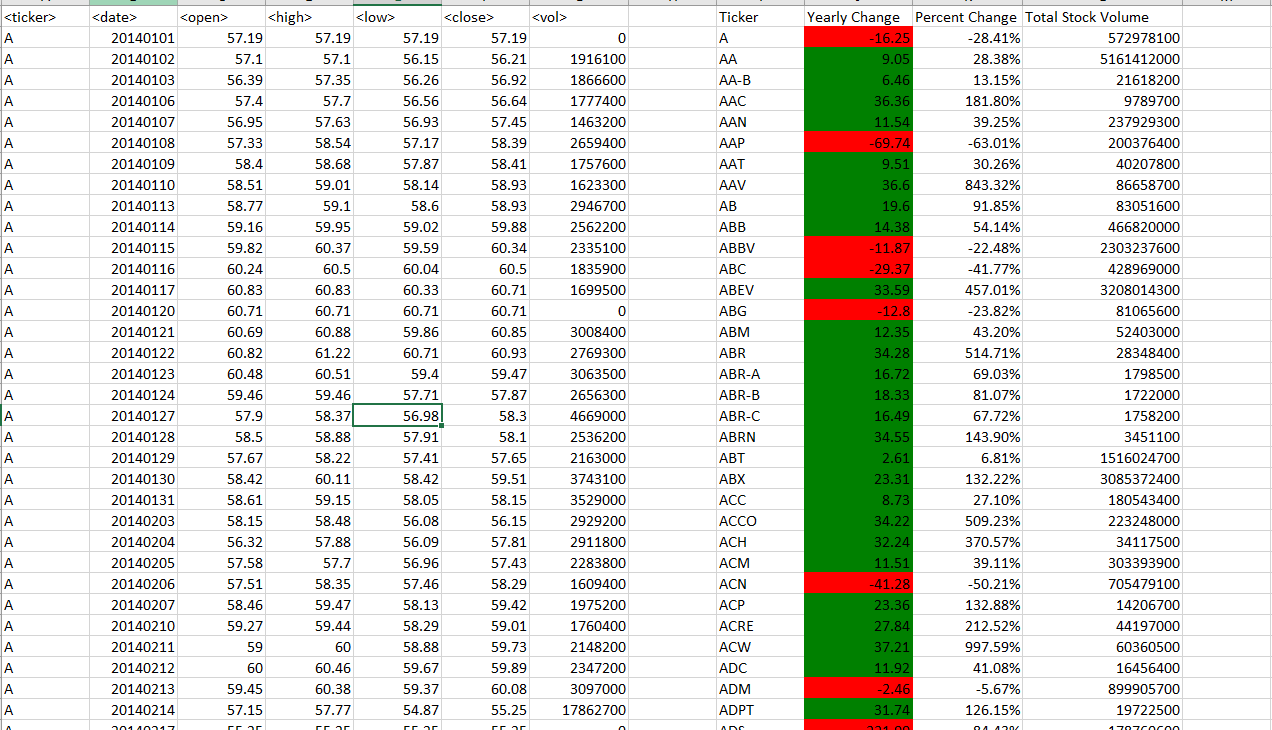 <ticker> <date> <open> <high> <low> <close> <vol> Ticker Yearly Change Percent Change Total Stock Volume
A 20140101 57.19 57.19 57.19 57.19 0 A -16.25 -28.41% 572978100
A 20140102 57.1 57.1 56.15 56.21 1916100 AA 9.05 28.38% 5161412000
A 20140103 56.39 57.35 56.26 56.92 1866600 AA-B 6.46 13.15% 21618200
A 20140106 57.4 57.7 56.56 56.64 1777400 AAC 36.36 181.80% 9789700
A 20140107 56.95 57.63 56.93 57.45 1463200 AAN 11.54 39.25% 237929300
A 20140108 57.33 58.54 57.17 58.39 2659400 AAP -69.74 -63.01% 200376400
A 20140109 58.4 58.68 57.87 58.41 1757600 AAT 9.51 30.26% 40207800
A 20140110 58.51 59.01 58.14 58.93 1623300 AAV 36.6 843.32% 86658700
A 20140113 58.77 59.1 58.6 58.93 2946700 AB 19.6 91.85% 83051600
A 20140114 59.16 59.95 59.02 59.88 2562200 ABB 14.38 54.14% 466820000
A 20140115 59.82 60.37 59.59 60.34 2335100 ABBV -11.87 -22.48% 2303237600
A 20140116 60.24 60.5 60.04 60.5 1835900 ABC -29.37 -41.77% 428969000
A 20140117 60.83 60.83 60.33 60.71 1699500 ABEV 33.59 457.01% 3208014300
A 20140120 60.71 60.71 60.71 60.71 0 ABG -12.8 -23.82% 81065600
A 20140121 60.69 60.88 59.86 60.85 3008400 ABM 12.35 43.20% 52403000
A 20140122 60.82 61.22 60.71 60.93 2769300 ABR 34.28 514.71% 28348400
A 20140123 60.48 60.51 59.4 59.47 3063500 ABR-A 16.72 69.03% 1798500
A 20140124 59.46 59.46 57.71 57.87 2656300 ABR-B 18.33 81.07% 1722000
A 20140127 57.9 58.37 56.98 58.3 4669000 ABR-C 16.49 67.72% 1758200
A 20140128 58.5 58.88 57.91 58.1 2536200 ABRN 34.55 143.90% 3451100
A 20140129 57.67 58.22 57.41 57.65 2163000 ABT 2.61 6.81% 1516024700
A 20140130 58.42 60.11 58.42 59.51 3743100 ABX 23.31 132.22% 3085372400
A 20140131 58.61 59.15 58.05 58.15 3529000 ACC 8.73 27.10% 180543400
A 20140203 58.15 58.48 56.08 56.15 2929200 ACCO 34.22 509.23% 223248000
A 20140204 56.32 57.88 56.09 57.81 2911800 ACH 32.24 370.57% 34117500
A 20140205 57.58 57.7 56.96 57.43 2283800 ACM 11.51 39.11% 303393900
A 20140206 57.51 58.35 57.46 58.29 1609400 ACN -41.28 -50.21% 705479100
A 20140207 58.46 59.47 58.13 59.42 1975200 ACP 23.36 132.88% 14206700
A 20140210 59.27 59.44 58.29 59.01 1760400 ACRE 27.84 212.52% 44197000
A 20140211 59 60 58.88 59.73 2148200 ACW 37.21 997.59% 60360500
A 20140212 60 60.46 59.67 59.89 2347200 ADC 11.92 41.08% 16456400
A 20140213 59.45 60.38 59.37 60.08 3097000 ADM -2.46 -5.67% 899905700
A 20140214 57.15 57.77 54.87 55.25 17862700 ADPT 31.74 126.15% 19722500